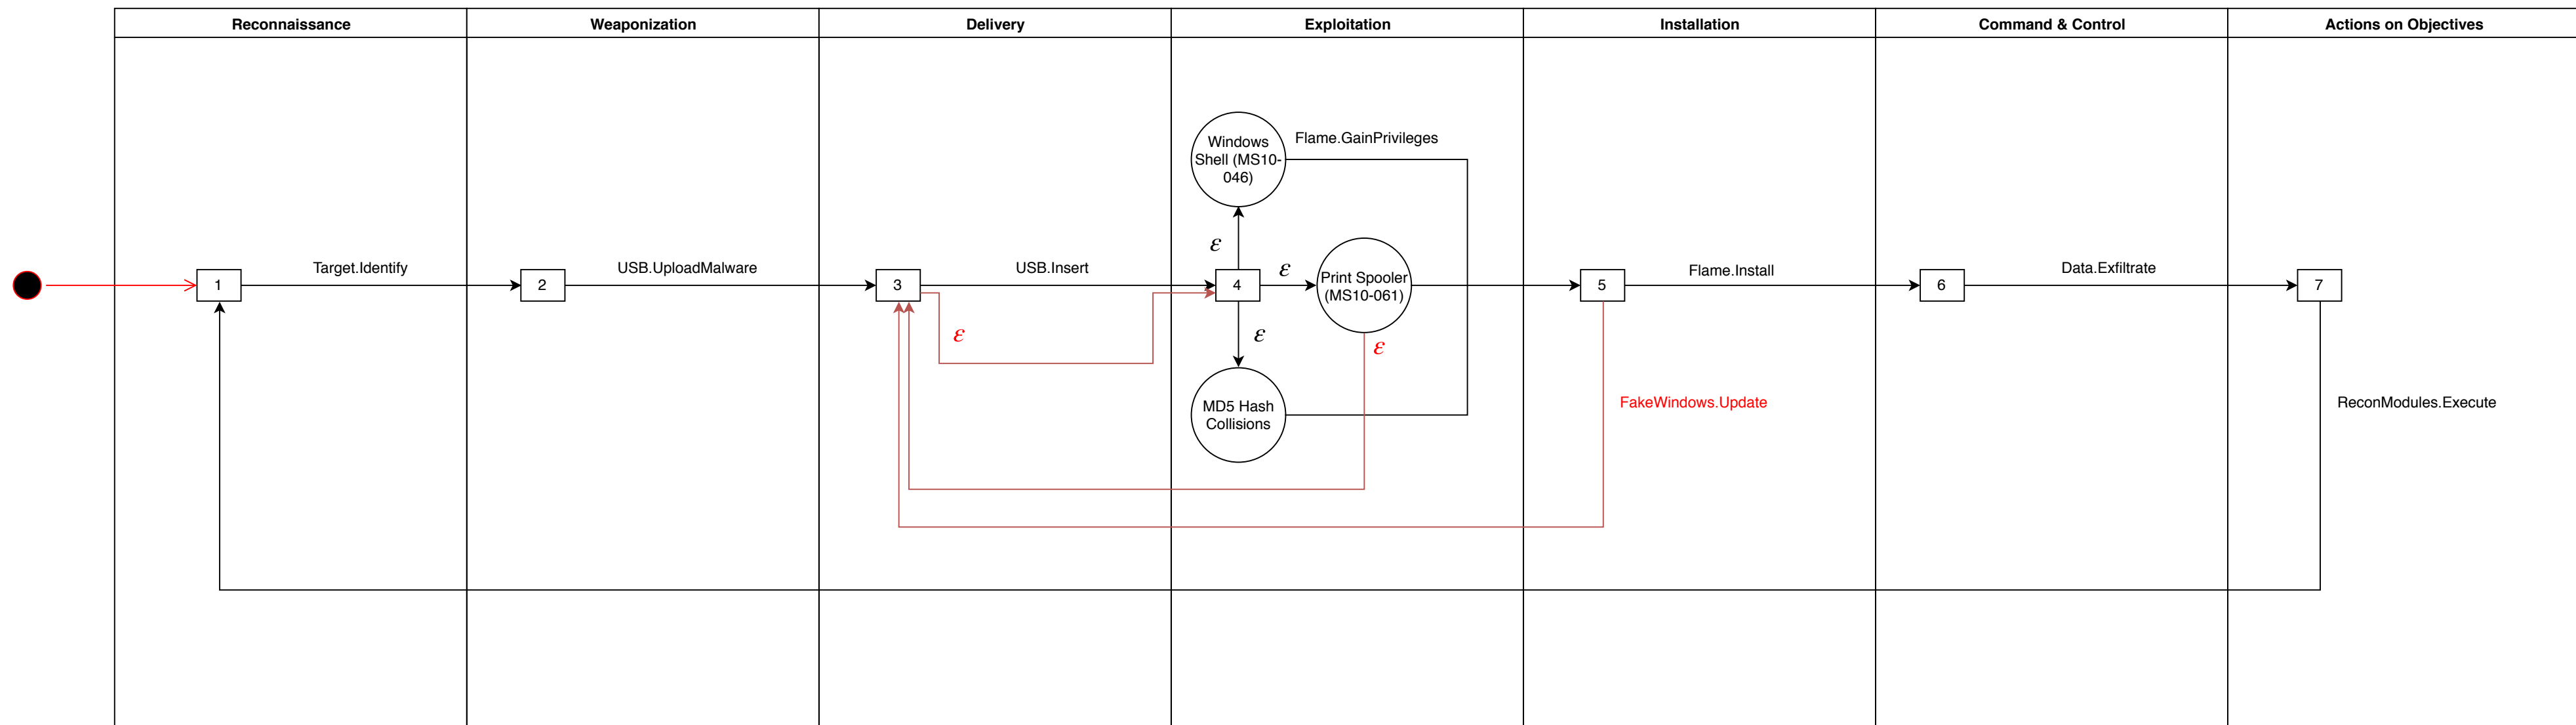 Reconnaissance
Weaponization
Delivery
Exploitation
Installation
Command & Control
Actions on Objectives
Windows
Shell (MS10-
046)
Flame.GainPrivileges
ε
1
Target.Identify
2
USB.UploadMalware
3
USB.Insert
4
ε
Print Spooler
(MS10-061)
5
Flame.Install
6
Data.Exfiltrate
7
ε
ε
ε
MD5 Hash
Collisions
FakeWindows.Update
ReconModules.Execute